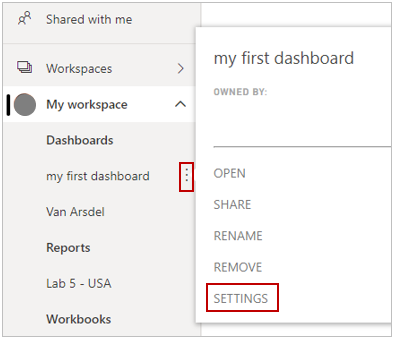 Shared with me
Workspaces
My workspace
Dashboards
my first dashboard
Van Arsdel
Reports
Lab 5 - USA
Workbooks
my first dashboard
OWNED BY:
OPEN
SHARE
RENAME
REMOVE
SETTINGS